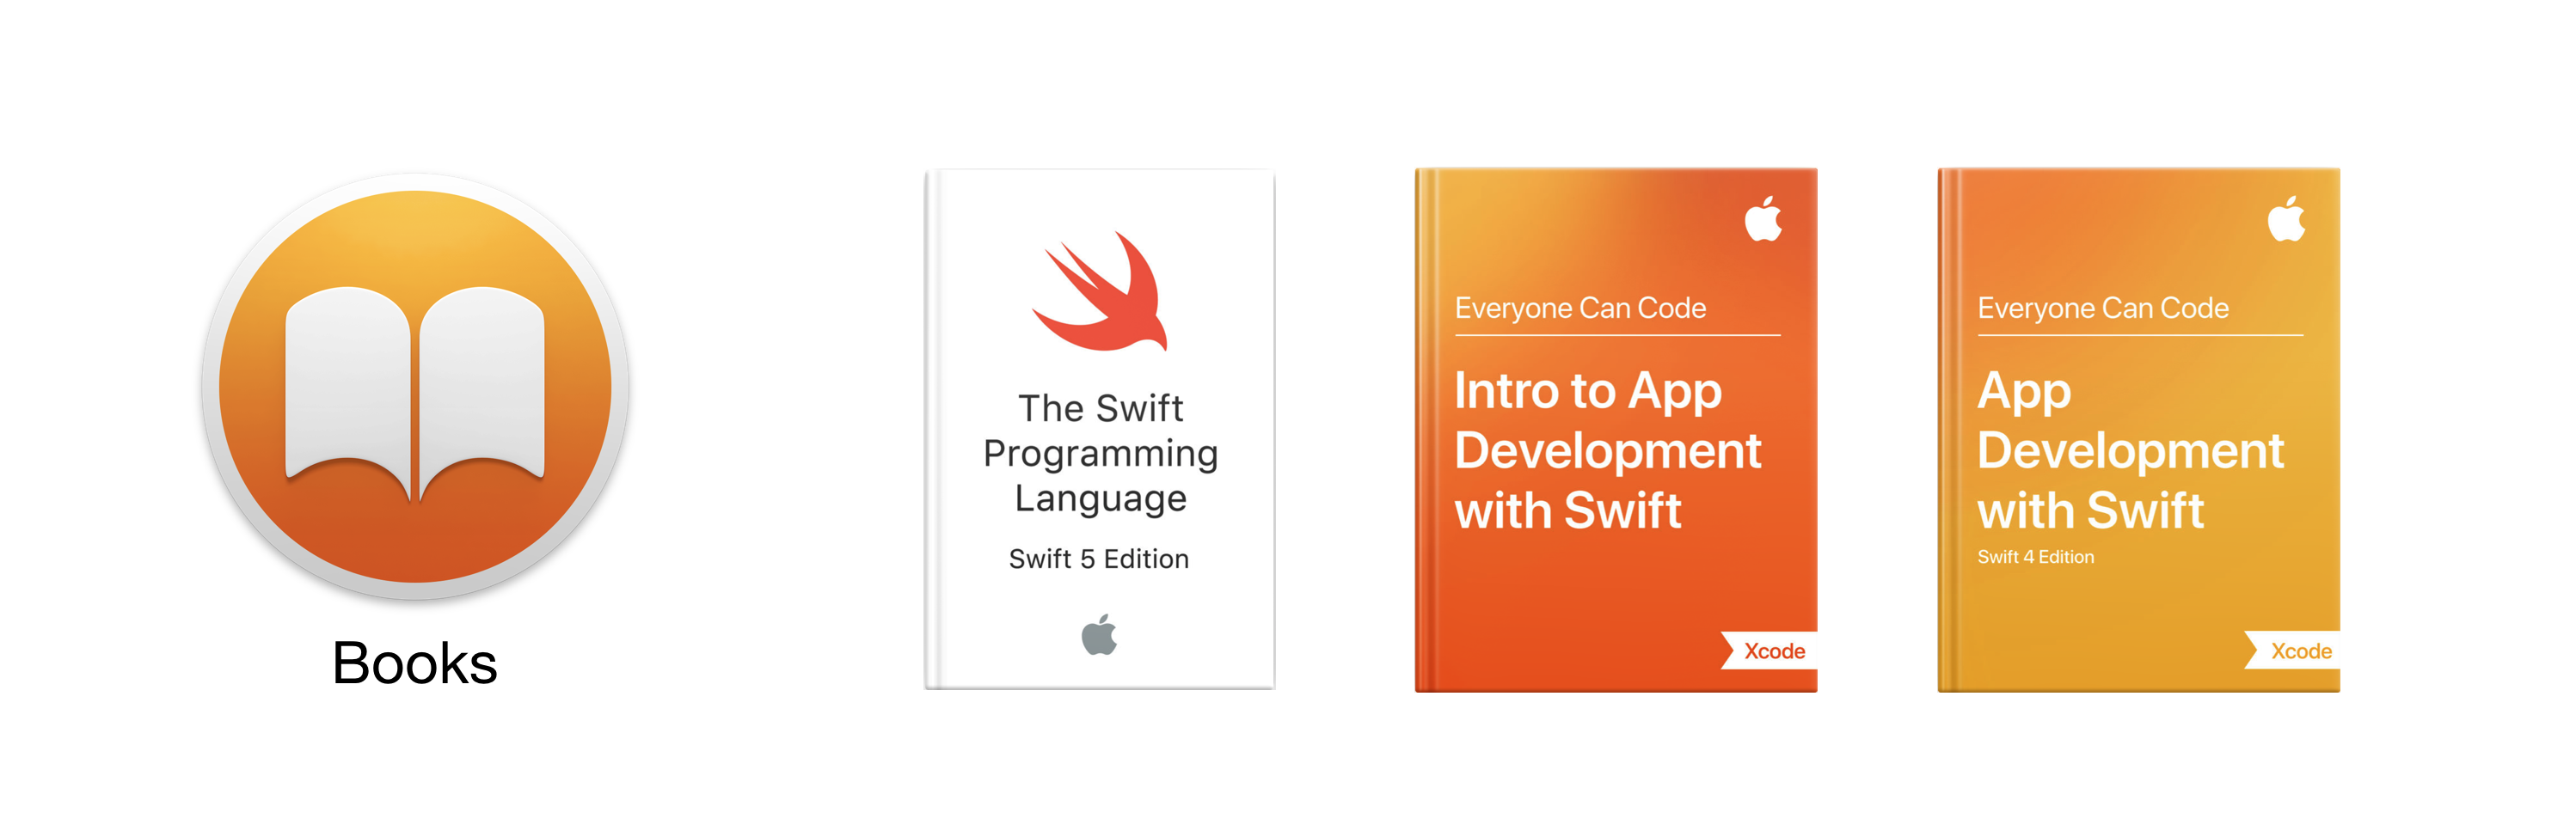 Books
The Swift
Programming
Language
Swift 5 Edition
Everyone Can Code
Intro to App
Development
with Swift
Xcode
Everyone Can Code
App
Development
with Swift
Swift 4 Edition
Xcode